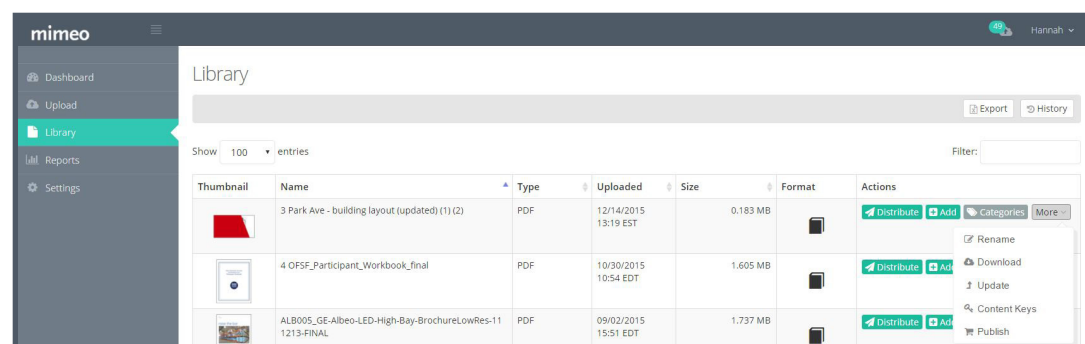 mimeo
49
Hannah
Dashboard
Upload
Library
Reports
Settings
Library
Export History
Show 100 entries
Filter:
Thumbnail Name Type Uploaded Size Format Actions
3 Park Ave - building layout (updated) (1) (2) PDF 12/14/2015 0.183 MB Distribute Add Categories More
13:19 EST
Rename
Download
Update
Content Keys
Publish
4 OFSF_Participant_Workbook_final PDF 10/30/2015 1.605 MB Distribute
10:54 EDT
ALB005_GE-Albeo-LED-High-Bay-BrochureLowRes-11 PDF 09/02/2015 1.737 MB Distribute
1213-FINAL 15:51 EDT